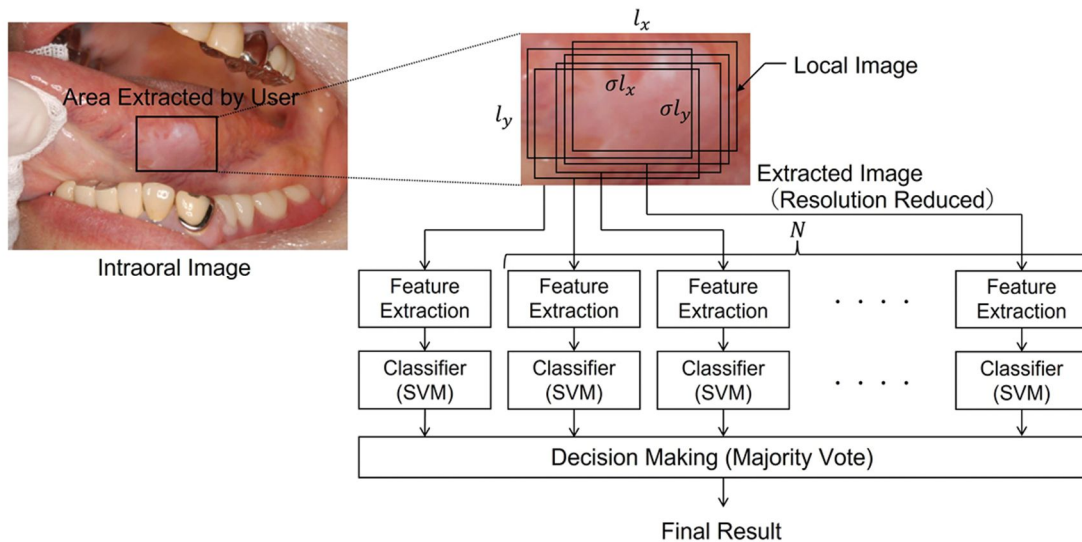 Area Extracted by User
Intraoral Image
l_x
l_y
σl_x
σl_y
Local Image
Extracted Image
(Resolution Reduced)
N
Feature
Extraction
Feature
Extraction
Feature
Extraction
. . . .
Feature
Extraction
Classifier
(SVM)
Classifier
(SVM)
Classifier
(SVM)
. . . .
Classifier
(SVM)
Decision Making (Majority Vote)
Final Result